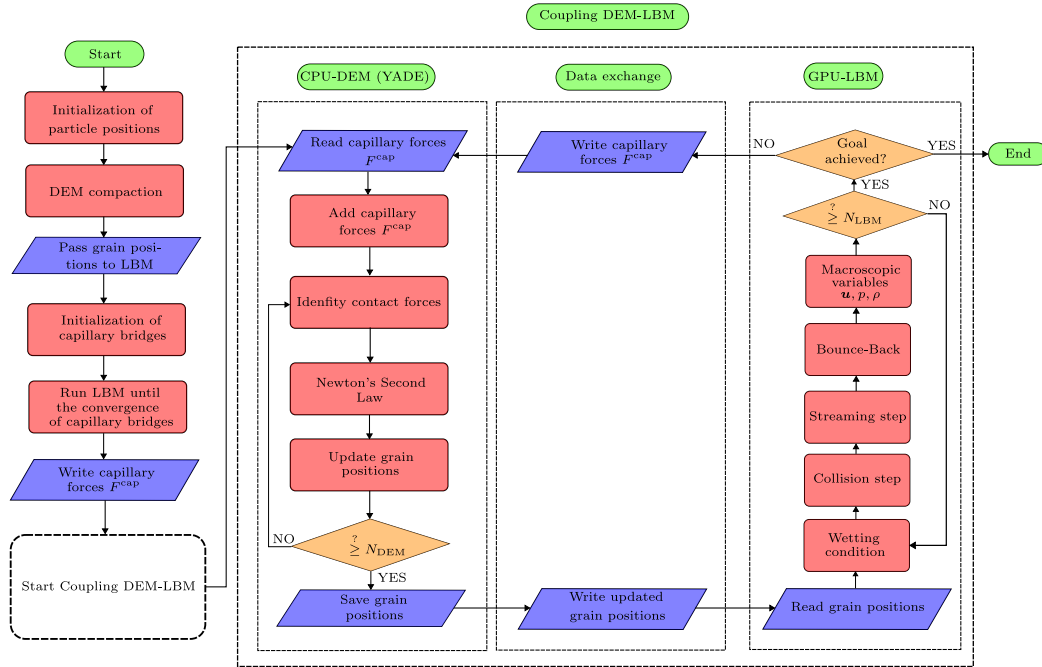 Coupling DEM-LBM
Start
Initialization of
particle positions
DEM compaction
Pass grain posi-
tions to LBM
Initialization of
capillary bridges
Run LBM until
the convergence
of capillary bridges
Write capillary
forces F^cap
Start Coupling DEM-LBM
CPU-DEM (YADE)
Read capillary forces
F^cap
Add capillary
forces F^cap
Idenfity contact forces
Newton's Second
Law
Update grain
positions
? ≥ N_DEM
NO
YES
Save grain
positions
Data exchange
Write capillary
forces F^cap
Write updated
grain positions
GPU-LBM
Goal
achieved?
NO
YES
End
YES
? ≥ N_LBM
NO
Macroscopic
variables
u, p, ρ
Bounce-Back
Streaming step
Collision step
Wetting
condition
Read grain positions